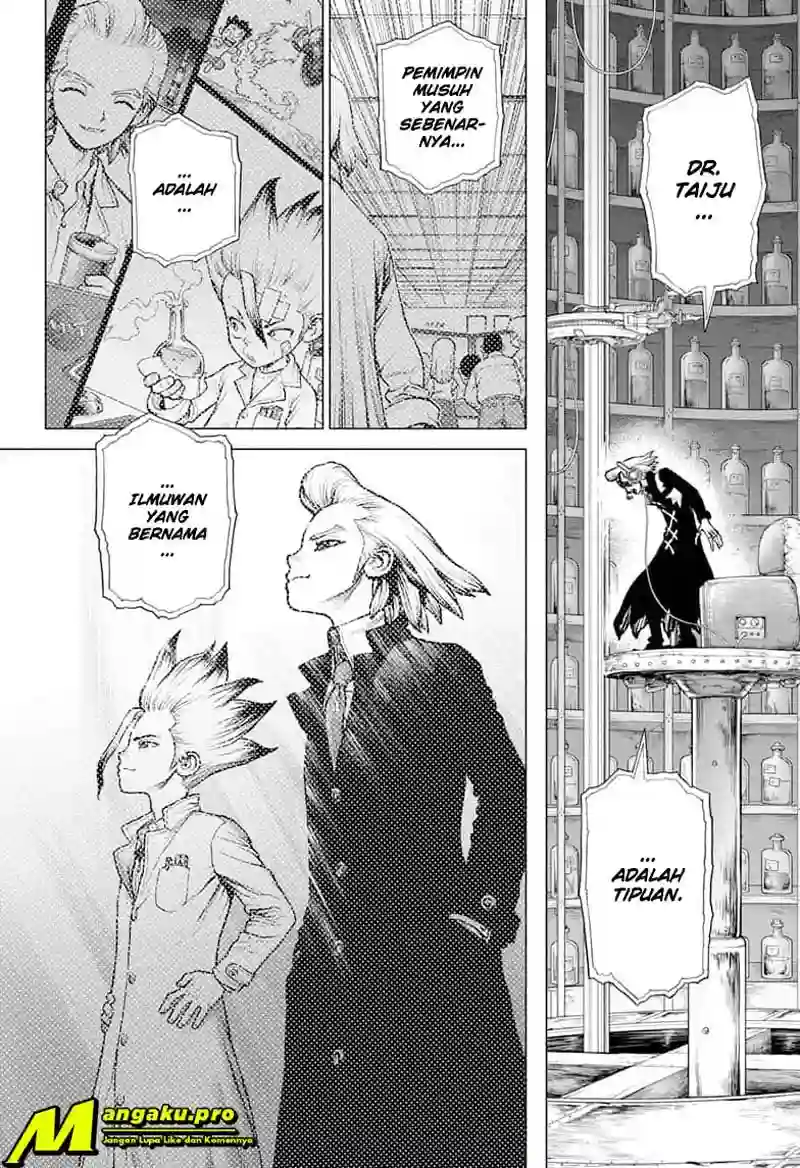 DR.
TAIJU
...
...
ADALAH
TIPUAN.
PEMIMPIN
MUSUH
YANG
SEBENAR-
NYA...
...
ADALAH
...
...
ILMUWAN
YANG
BERNAMA
...
Mangaku.pro
Jangan Lupa Like dan Komennya